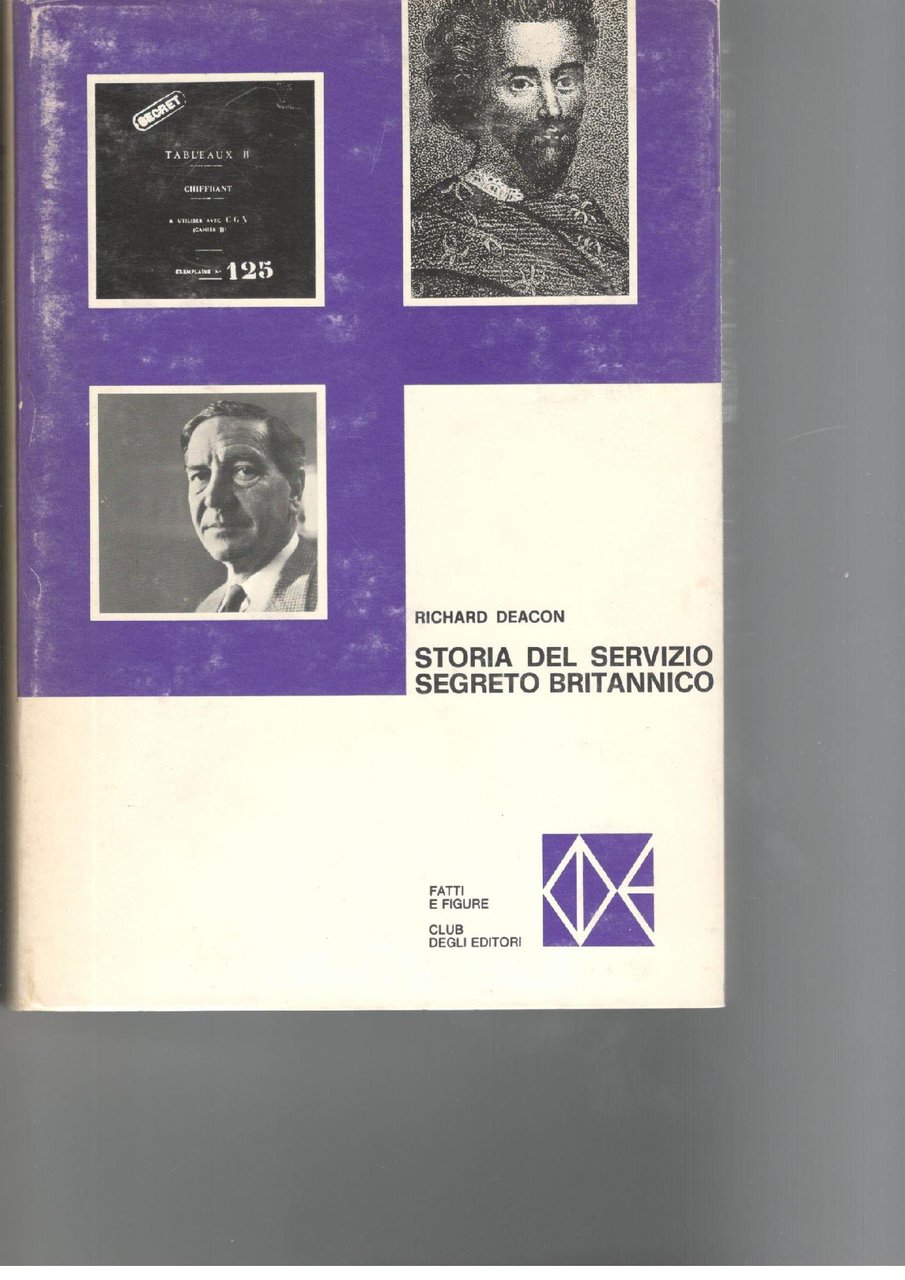 SECRET
TABLEAUX B
CHIFFRANT
A UTILISER AVEC C G X
(CAHIER B)
EXEMPLAIRE N° 125
RICHARD DEACON
STORIA DEL SERVIZIO
SEGRETO BRITANNICO
FATTI
E FIGURE
CLUB
DEGLI EDITORI